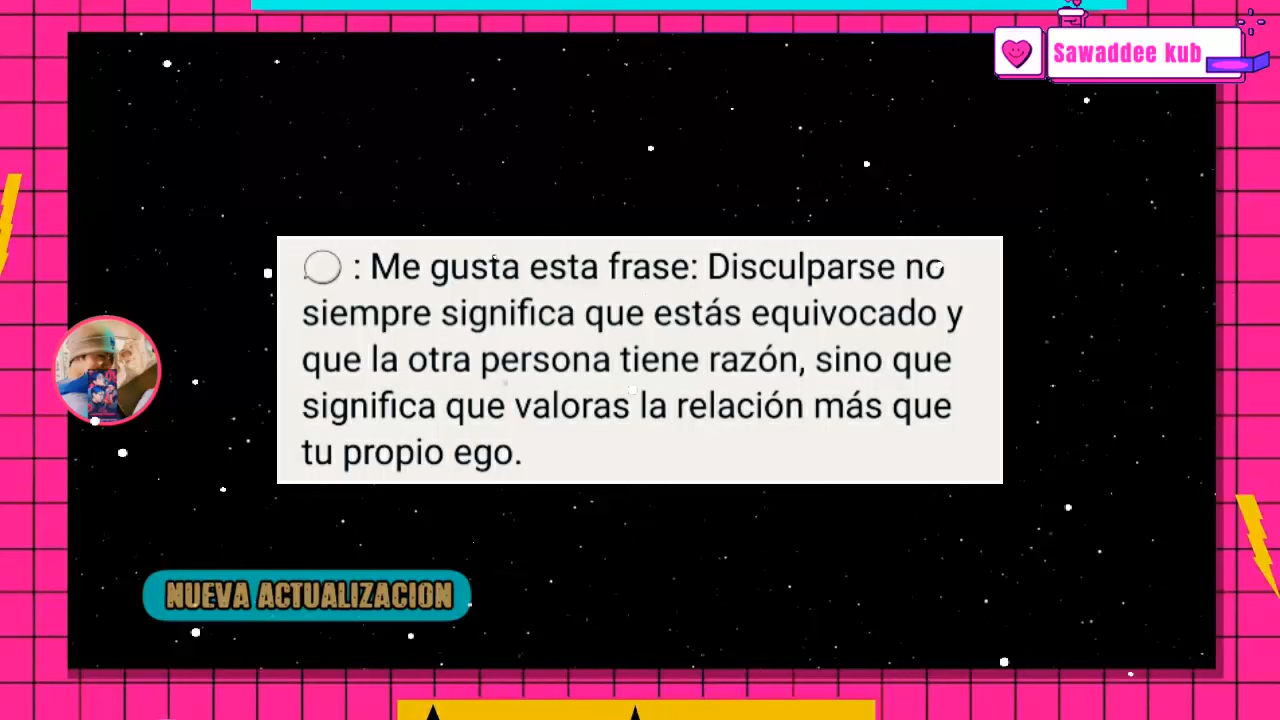 Sawaddee kub
: Me gusta esta frase: Disculparse no
siempre significa que estás equivocado y
que la otra persona tiene razón, sino que
significa que valoras la relación más que
tu propio ego.
NUEVA ACTUALIZACION